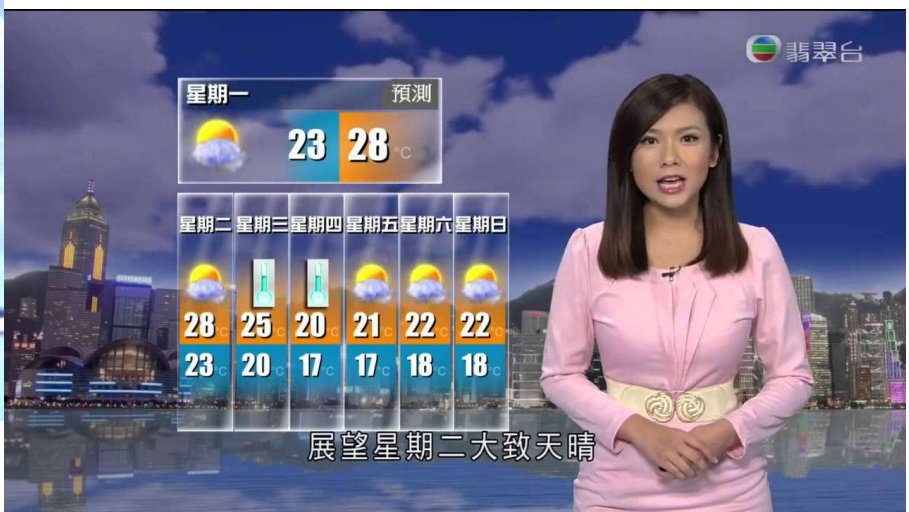 翡翠台
星期一 預測
23 28 °C
星期二 星期三 星期四 星期五 星期六 星期日
28°C 25°C 20°C 21°C 22°C 22°C
23°C 20°C 17°C 17°C 18°C 18°C
展望星期二大致天晴